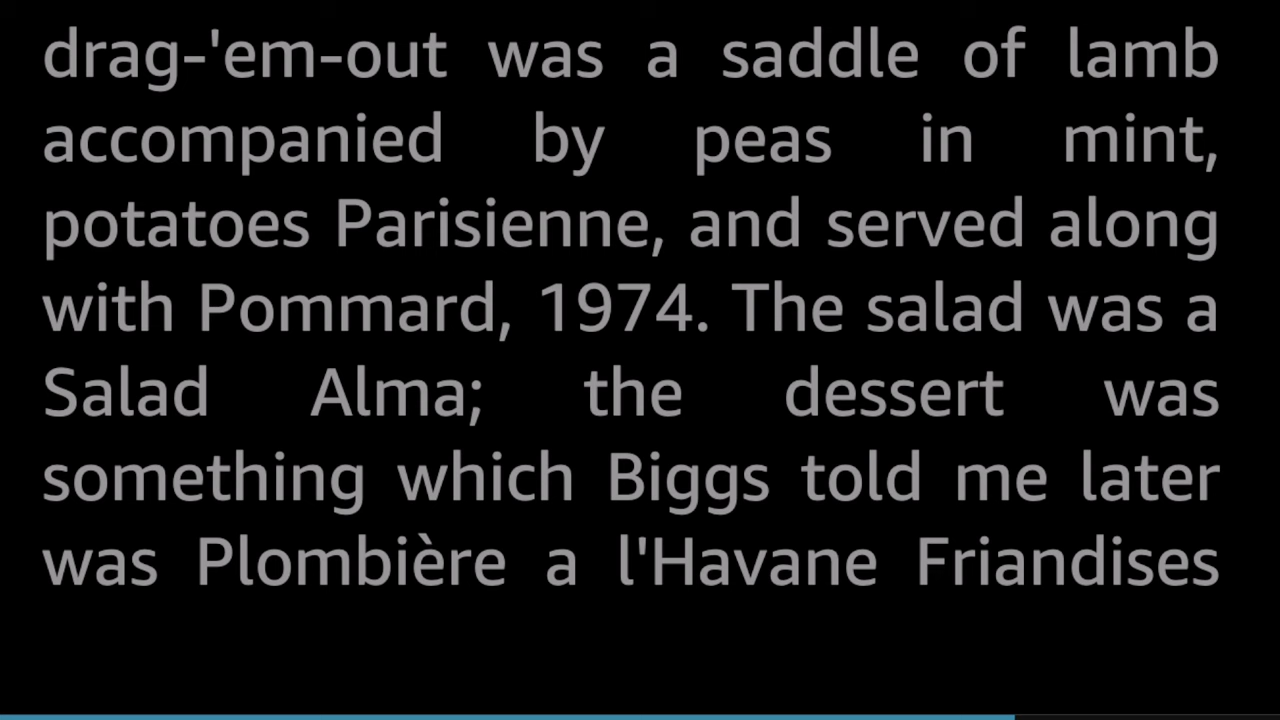 drag-'em-out was a saddle of lamb
accompanied by peas in mint,
potatoes Parisienne, and served along
with Pommard, 1974. The salad was a
Salad Alma; the dessert was
something which Biggs told me later
was Plombière a l'Havane Friandises